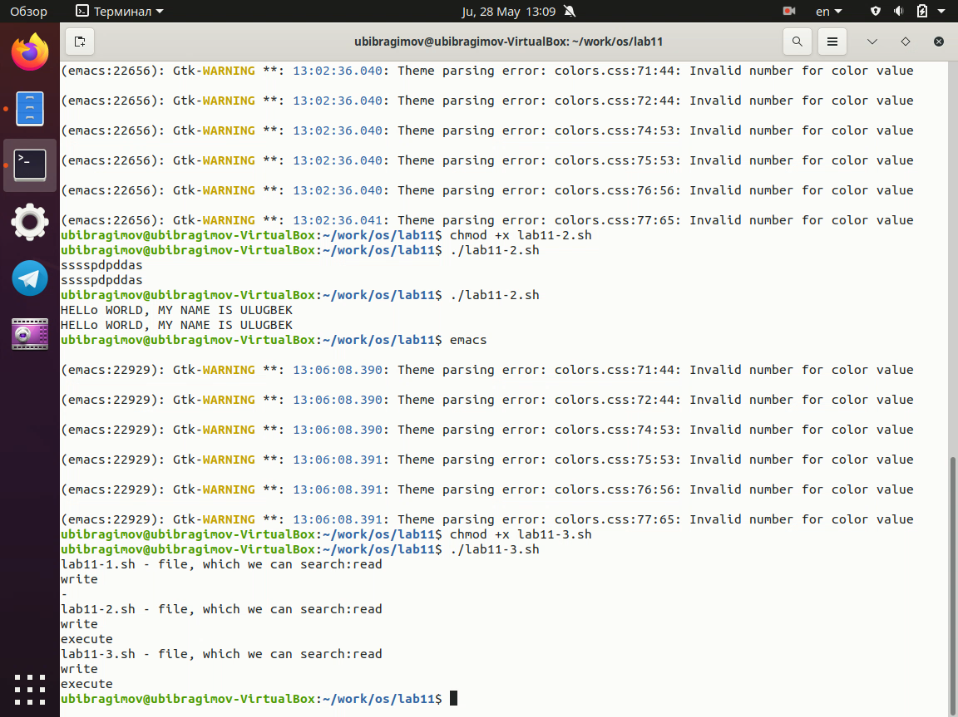 Обзор
Терминал
Ju, 28 May 13:09
en
ubibragimov@ubibragimov-VirtualBox: ~/work/os/lab11
(emacs:22656): Gtk-WARNING **: 13:02:36.040: Theme parsing error: colors.css:71:44: Invalid number for color value
(emacs:22656): Gtk-WARNING **: 13:02:36.040: Theme parsing error: colors.css:72:44: Invalid number for color value
(emacs:22656): Gtk-WARNING **: 13:02:36.040: Theme parsing error: colors.css:74:53: Invalid number for color value
(emacs:22656): Gtk-WARNING **: 13:02:36.040: Theme parsing error: colors.css:75:53: Invalid number for color value
(emacs:22656): Gtk-WARNING **: 13:02:36.040: Theme parsing error: colors.css:76:56: Invalid number for color value
(emacs:22656): Gtk-WARNING **: 13:02:36.041: Theme parsing error: colors.css:77:65: Invalid number for color value
ubibragimov@ubibragimov-VirtualBox:~/work/os/lab11$ chmod +x lab11-2.sh
ubibragimov@ubibragimov-VirtualBox:~/work/os/lab11$ ./lab11-2.sh
sssspdpddas
sssspdpddas
ubibragimov@ubibragimov-VirtualBox:~/work/os/lab11$ ./lab11-2.sh
HELLo WORLD, MY NAME IS ULUGBEK
HELLo WORLD, MY NAME IS ULUGBEK
ubibragimov@ubibragimov-VirtualBox:~/work/os/lab11$ emacs
(emacs:22929): Gtk-WARNING **: 13:06:08.390: Theme parsing error: colors.css:71:44: Invalid number for color value
(emacs:22929): Gtk-WARNING **: 13:06:08.390: Theme parsing error: colors.css:72:44: Invalid number for color value
(emacs:22929): Gtk-WARNING **: 13:06:08.390: Theme parsing error: colors.css:74:53: Invalid number for color value
(emacs:22929): Gtk-WARNING **: 13:06:08.391: Theme parsing error: colors.css:75:53: Invalid number for color value
(emacs:22929): Gtk-WARNING **: 13:06:08.391: Theme parsing error: colors.css:76:56: Invalid number for color value
(emacs:22929): Gtk-WARNING **: 13:06:08.391: Theme parsing error: colors.css:77:65: Invalid number for color value
ubibragimov@ubibragimov-VirtualBox:~/work/os/lab11$ chmod +x lab11-3.sh
ubibragimov@ubibragimov-VirtualBox:~/work/os/lab11$ ./lab11-3.sh
lab11-1.sh - file, which we can search:read
write
-
lab11-2.sh - file, which we can search:read
write
execute
lab11-3.sh - file, which we can search:read
write
execute
ubibragimov@ubibragimov-VirtualBox:~/work/os/lab11$